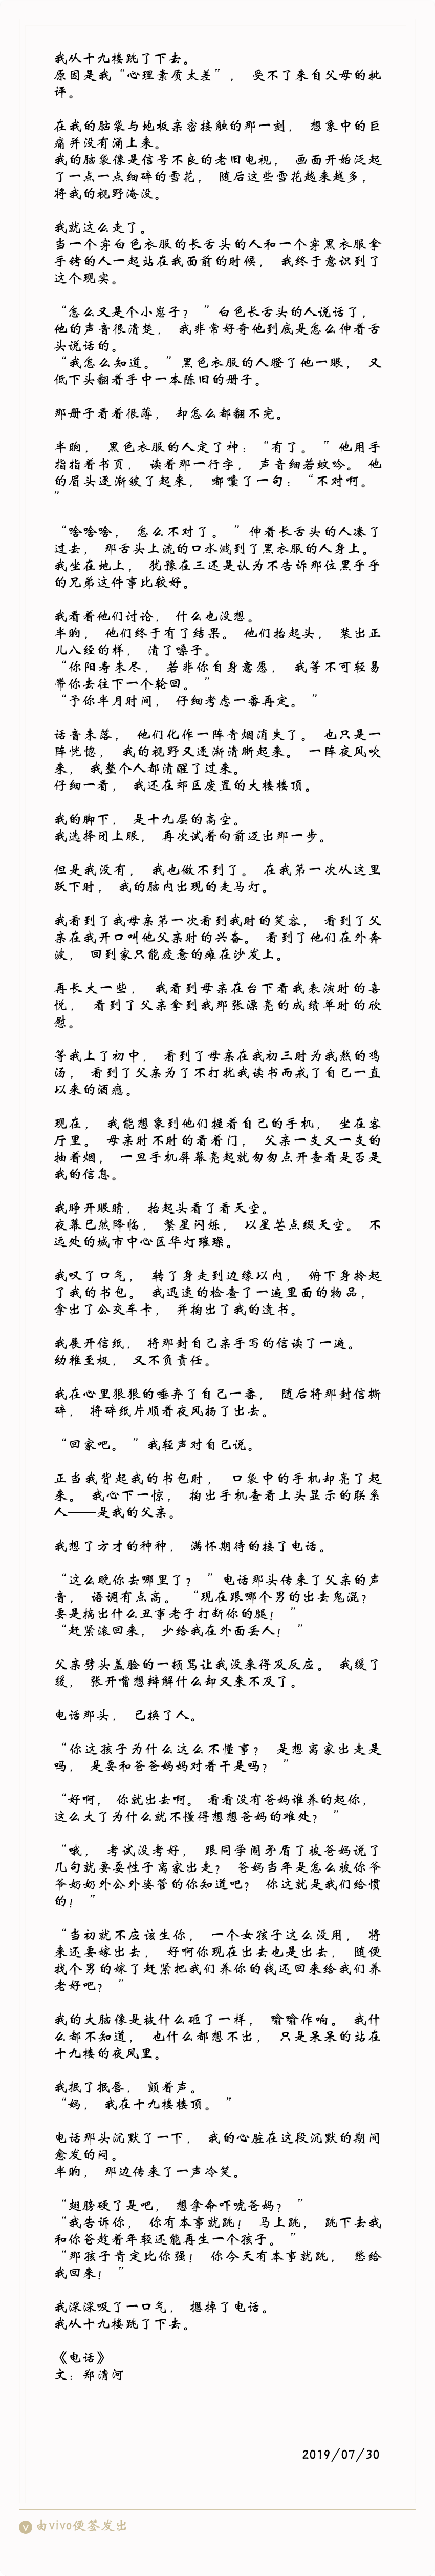 我从十九楼跳了下去。
原因是我“心理素质太差”，受不了来自父母的批
评。
在我的脑袋与地板亲密接触的那一刻，想象中的巨
痛并没有涌上来。
我的脑袋像是信号不良的老旧电视，画面开始泛起
了一点一点细碎的雪花，随后这些雪花越来越多，
将我的视野淹没。
我就这么走了。
当一个穿白色衣服的长舌头的人和一个穿黑衣服拿
手铐的人一起站在我面前的时候，我终于意识到了
这个现实。
“怎么又是个小崽子？”白色长舌头的人说话了，
他的声音很清楚，我非常好奇他到底是怎么伸着舌
头说话的。
“我怎么知道。”黑色衣服的人瞪了他一眼，又
低下头翻着手中一本陈旧的册子。
那册子看着很薄，却怎么都翻不完。
半晌，黑色衣服的人定了神：“有了。”他用手
指指着书页，读着那一行字，声音细若蚊吟。他
的眉头逐渐皱了起来，嘟囔了一句：“不对啊。
”
“啥啥啥，怎么不对了。”伸着长舌头的人凑了
过去，那舌头上流的口水滴到了黑衣服的人身上。
我坐在地上，犹豫在三还是认为不告诉那位黑乎乎
的兄弟这件事比较好。
我看着他们讨论，什么也没想。
半晌，他们终于有了结果。他们抬起头，装出正
儿八经的样，清了嗓子。
“你阳寿未尽，若非你自身意愿，我等不可轻易
带你去往下一个轮回。”
“予你半月时间，仔细考虑一番再定。”
话音未落，他们化作一阵青烟消失了。也只是一
阵恍惚，我的视野又逐渐清晰起来。一阵夜风吹
来，我整个人都清醒了过来。
仔细一看，我还在郊区废置的大楼楼顶。
我的脚下，是十九层的高空。
我选择闭上眼，再次试着向前迈出那一步。
但是我没有，我也做不到了。在我第一次从这里
跃下时，我的脑内出现的走马灯。
我看到了我母亲第一次看到我时的笑容，看到了父
亲在我开口叫他父亲时的兴奋。看到了他们在外奔
波，回到家只能疲惫的瘫在沙发上。
再长大一些，我看到母亲在台下看我表演时的喜
悦，看到了父亲拿到我那张漂亮的成绩单时的欣
慰。
等我上了初中，看到了母亲在我初三时为我熬的鸡
汤，看到了父亲为了不打扰我读书而戒了自己一直
以来的酒瘾。
现在，我能想象到他们握着自己的手机，坐在客
厅里。母亲时不时的看着门，父亲一支又一支的
抽着烟，一旦手机屏幕亮起就匆匆点开查看是否是
我的信息。
我睁开眼睛，抬起头看了看天空。
夜幕已然降临，繁星闪烁，以星芒点缀天空。不
远处的城市中心区华灯璀璨。
我叹了口气，转了身走到边缘以内，俯下身拎起
了我的书包。我迅速的检查了一遍里面的物品，
拿出了公交车卡，并掏出了我的遗书。
我展开信纸，将那封自己亲手写的信读了一遍。
幼稚至极，又不负责任。
我在心里狠狠的唾弃了自己一番，随后将那封信撕
碎，将碎纸片顺着夜风扬了出去。
“回家吧。”我轻声对自己说。
正当我背起我的书包时，口袋中的手机却亮了起
来。我心下一惊，掏出手机查看上头显示的联系
人——是我的父亲。
我想了方才的种种，满怀期待的接了电话。
“这么晚你去哪里了？”电话那头传来了父亲的声
音，语调有点高。“现在跟哪个男的出去鬼混？
要是搞出什么丑事老子打断你的腿！”
“赶紧滚回来，少给我在外面丢人！”
父亲劈头盖脸的一顿骂让我没来得及反应。我缓了
缓，张开嘴想辩解什么却又来不及了。
电话那头，已换了人。
“你这孩子为什么这么不懂事？是想离家出走是
吗，是要和爸爸妈妈对着干是吗？”
“好啊，你就出去啊。看看没有爸妈谁养的起你，
这么大了为什么就不懂得想想爸妈的难处？”
“哦，考试没考好，跟同学闹矛盾了被爸妈说了
几句就要耍性子离家出走？爸妈当年是怎么被你爷
爷奶奶外公外婆管的你知道吧？你这就是我们给惯
的！”
“当初就不应该生你，一个女孩子这么没用，将
来还要嫁出去，好啊你现在出去也是出去，随便
找个男的嫁了赶紧把我们养你的钱还回来给我们养
老好吧？”
我的大脑像是被什么砸了一样，嗡嗡作响。我什
么都不知道，也什么都想不出，只是呆呆的站在
十九楼的夜风里。
我抿了抿唇，颤着声。
“妈，我在十九楼楼顶。”
电话那头沉默了一下，我的心脏在这段沉默的期间
愈发的闷。
半晌，那边传来了一声冷笑。
“翅膀硬了是吧，想拿命吓唬爸妈？”
“我告诉你，你有本事就跳！马上跳，跳下去我
和你爸趁着年轻还能再生一个孩子。”
“那孩子肯定比你强！你今天有本事就跳，憋给
我回来！”
我深深吸了一口气，摁掉了电话。
我从十九楼跳了下去。
《电话》
文：郑清河
2019/07/30
由vivo便签发出